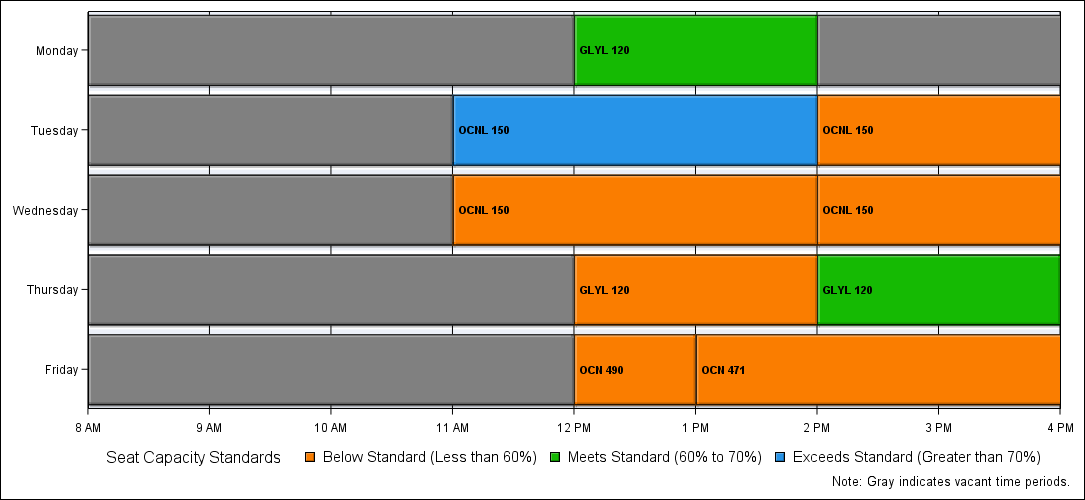 Monday
GLYL 120
Tuesday
OCNL 150 OCNL 150
Wednesday
OCNL 150 OCNL 150
Thursday
GLYL 120 GLYL 120
Friday
OCN 490 OCN 471
8 AM 9 AM 10 AM 11 AM 12 PM 1 PM 2 PM 3 PM 4 PM
Seat Capacity Standards Below Standard (Less than 60%) Meets Standard (60% to 70%) Exceeds Standard (Greater than 70%)
Note: Gray indicates vacant time periods.